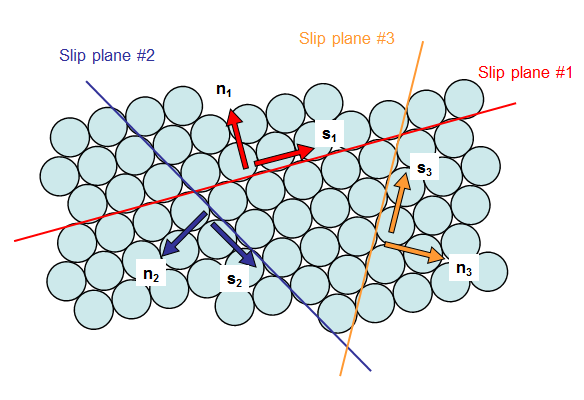 Slip plane #3
Slip plane #2
Slip plane #1
n₁
s₁
s₃
n₂
s₂
n₃